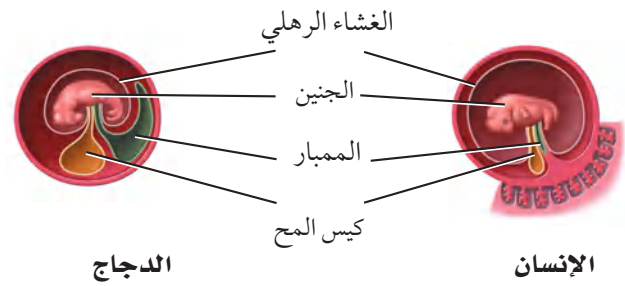 الغشاء الرهلي
الجنين
الممبار
كيس المح
الإنسان
الدجاج